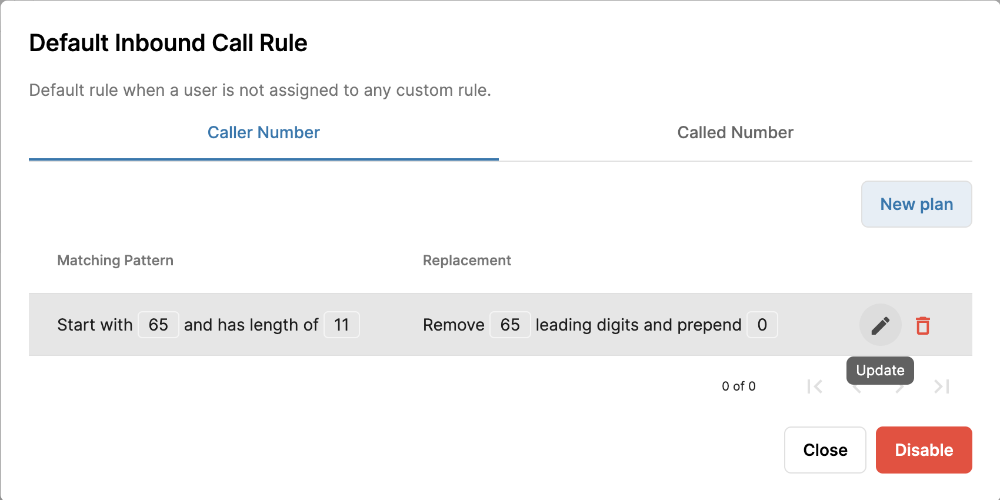 Default Inbound Call Rule
Default rule when a user is not assigned to any custom rule.
Caller Number
Called Number
New plan
Matching Pattern
Replacement
Start with 65 and has length of 11
Remove 65 leading digits and prepend 0
Update
0 of 0
Close
Disable